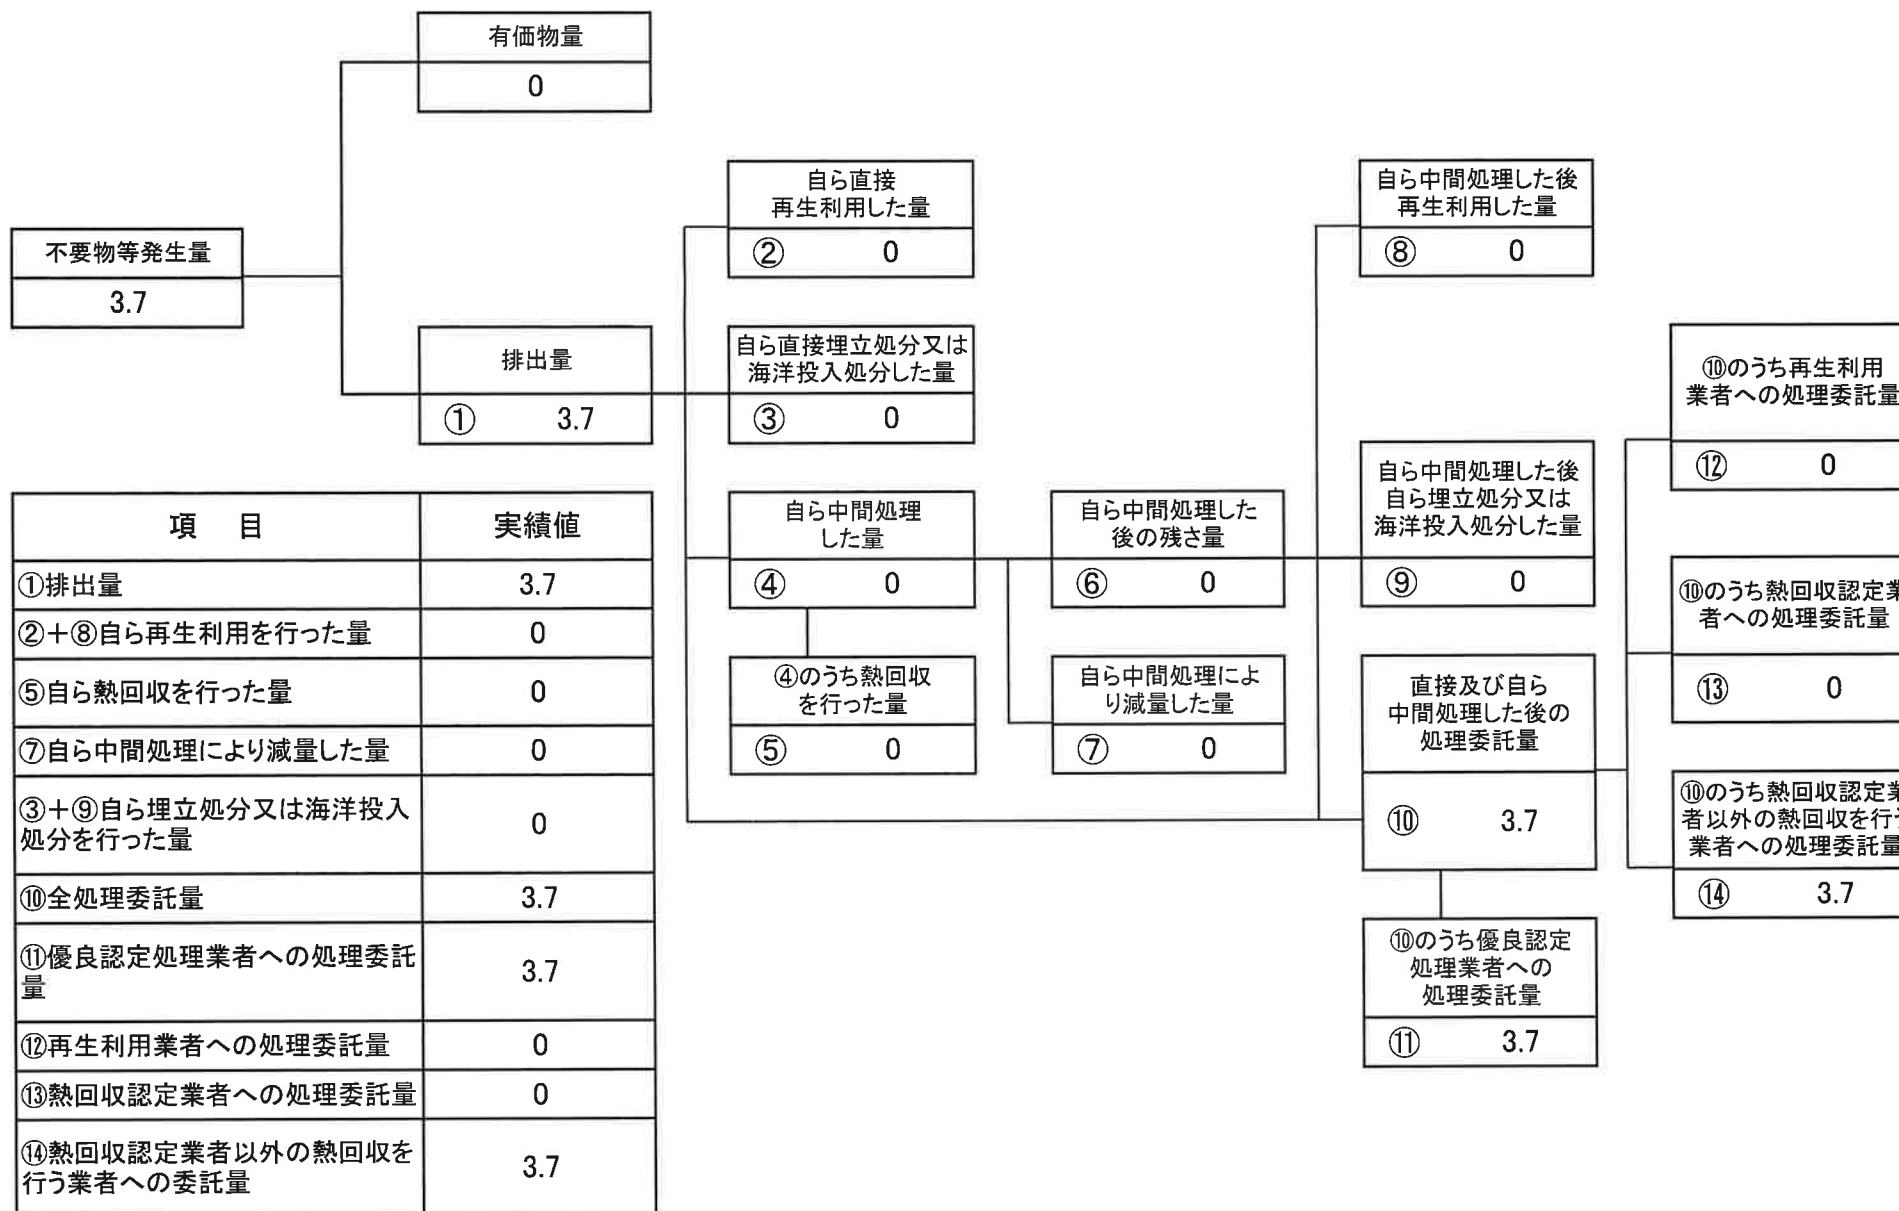 有価物量
0
不要物等発生量
3.7
排出量
① 3.7
自ら直接
再生利用した量
② 0
自ら直接埋立処分又は
海洋投入処分した量
③ 0
自ら中間処理
した量
④ 0
④のうち熱回収
を行った量
⑤ 0
自ら中間処理した
後の残さ量
⑥ 0
自ら中間処理によ
り減量した量
⑦ 0
自ら中間処理した後
再生利用した量
⑧ 0
自ら中間処理した後
自ら埋立処分又は
海洋投入処分した量
⑨ 0
直接及び自ら
中間処理した後の
処理委託量
⑩ 3.7
⑩のうち優良認定
処理業者への
処理委託量
⑪ 3.7
⑩のうち再生利用
業者への処理委託量
⑫ 0
⑩のうち熱回収認定業
者への処理委託量
⑬ 0
⑩のうち熱回収認定業
者以外の熱回収を行う
業者への処理委託量
⑭ 3.7
項 目 実績値
①排出量 3.7
②+⑧自ら再生利用を行った量 0
⑤自ら熱回収を行った量 0
⑦自ら中間処理により減量した量 0
③+⑨自ら埋立処分又は海洋投入
処分を行った量 0
⑩全処理委託量 3.7
⑪優良認定処理業者への処理委託
量 3.7
⑫再生利用業者への処理委託量 0
⑬熱回収認定業者への処理委託量 0
⑭熱回収認定業者以外の熱回収を
行う業者への委託量 3.7